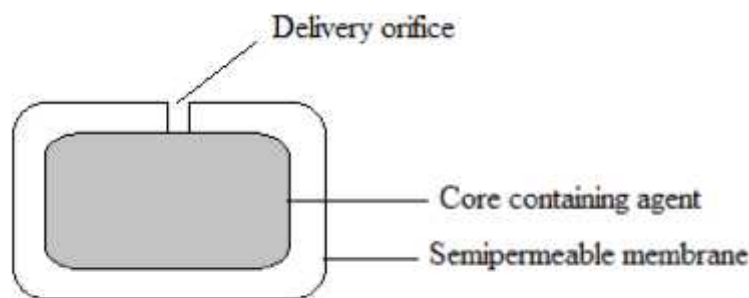 Delivery orifice
Core containing agent
Semipermeable membrane